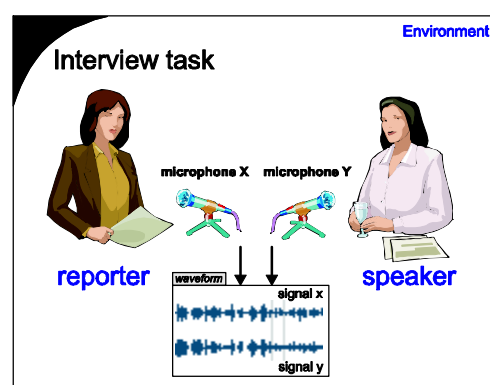 Environment
Interview task
microphone X microphone Y
reporter
speaker
waveform
signal x
signal y